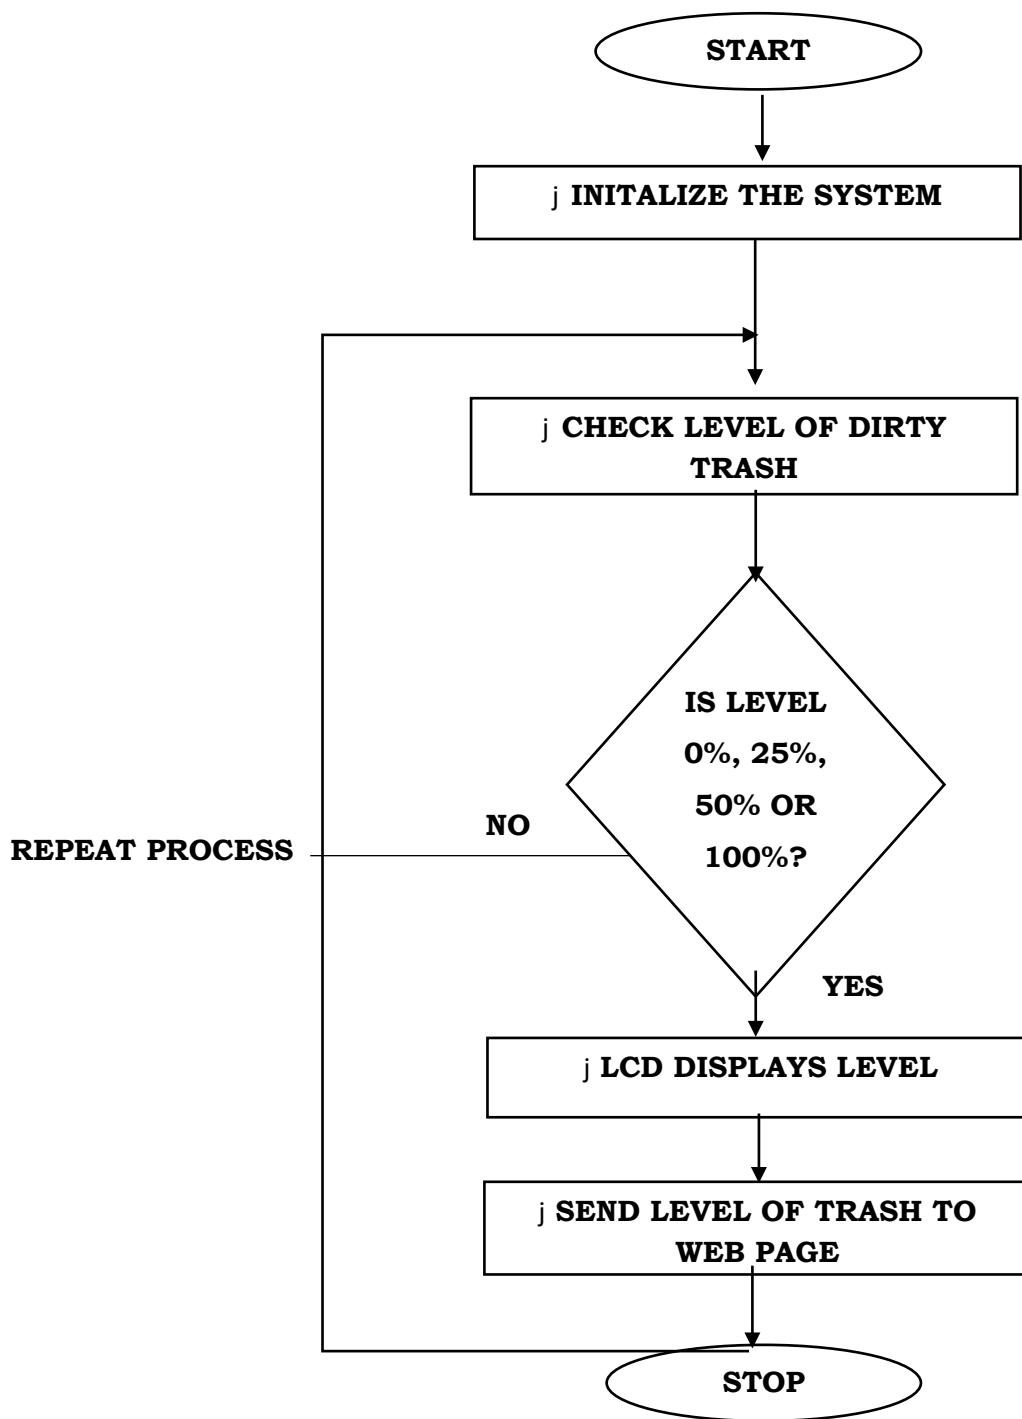 START
j INITALIZE THE SYSTEM
j CHECK LEVEL OF DIRTY
TRASH
IS LEVEL
0%, 25%,
50% OR
100%?
NO
REPEAT PROCESS
YES
j LCD DISPLAYS LEVEL
j SEND LEVEL OF TRASH TO
WEB PAGE
STOP